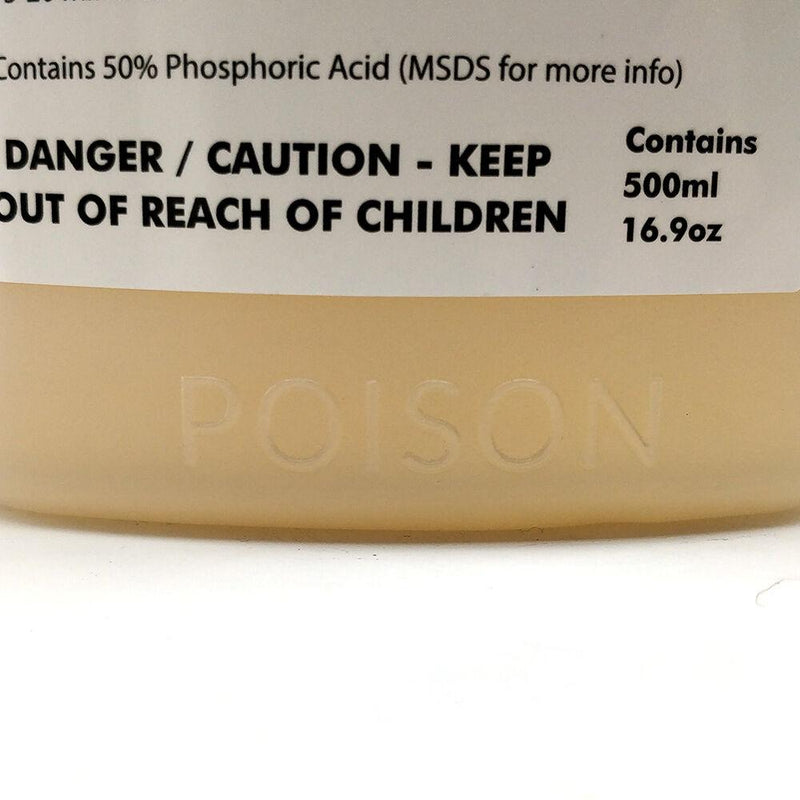 Contains 50% Phosphoric Acid (MSDS for more info)
DANGER / CAUTION - KEEP
OUT OF REACH OF CHILDREN
Contains
500ml
16.9oz
POISON